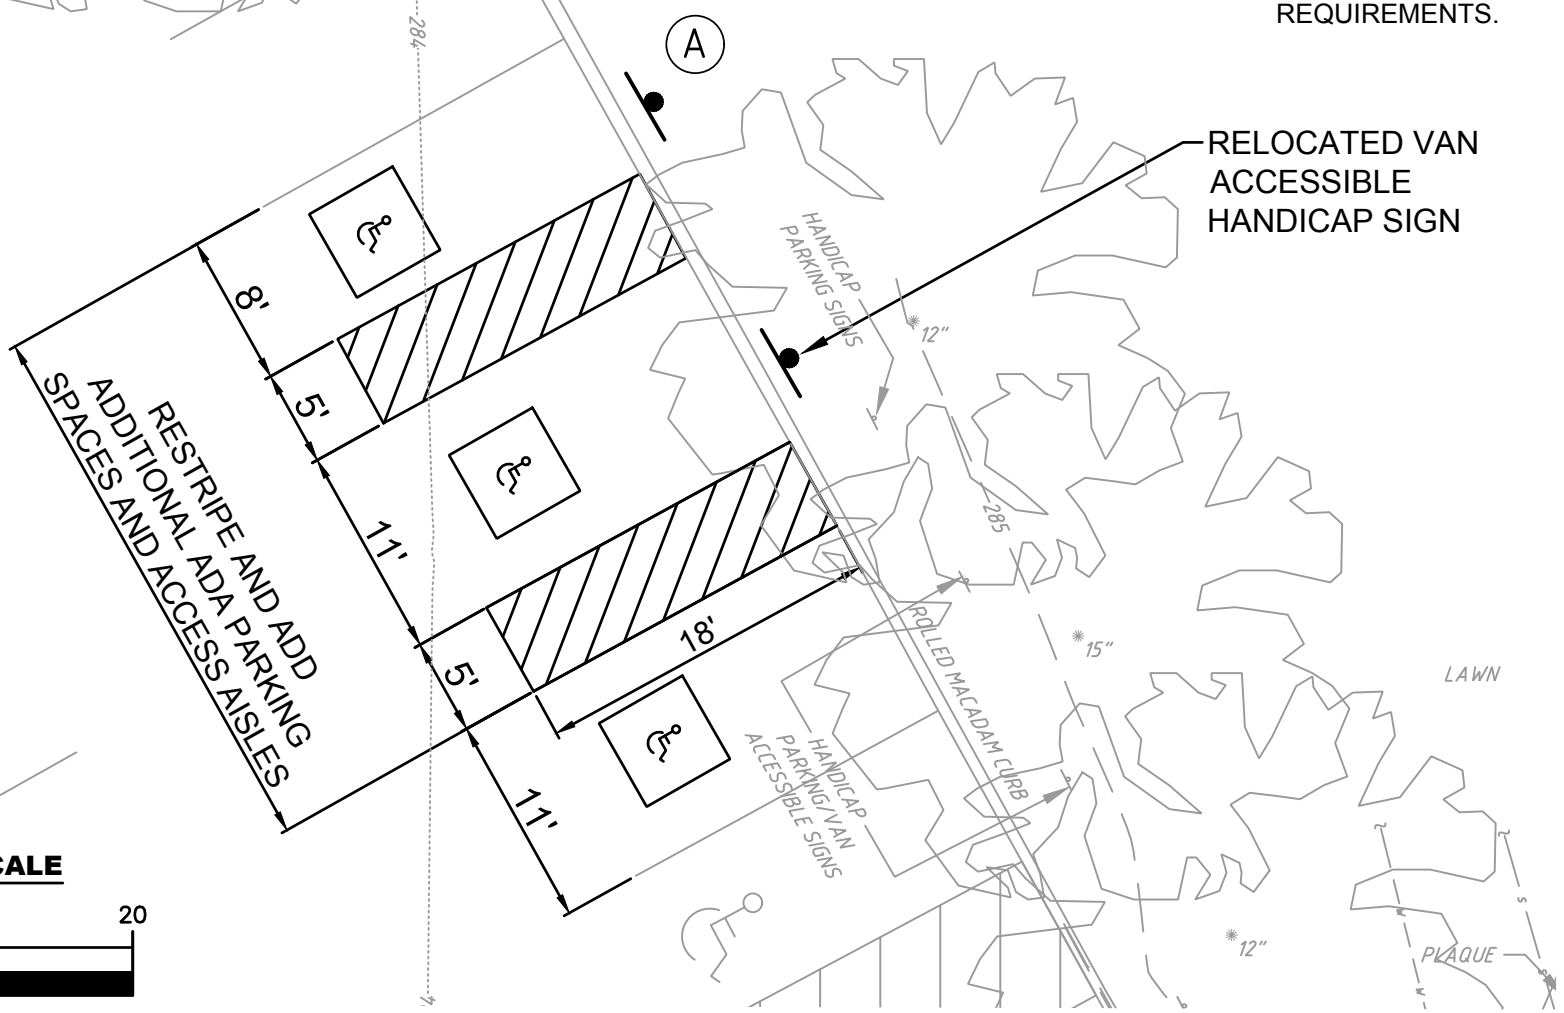 REQUIREMENTS.
284
A
RELOCATED VAN
ACCESSIBLE
HANDICAP SIGN
HANDICAP
PARKING SIGNS
12"
8'
5'
11'
5'
11'
18'
RESTRIPE AND ADD
ADDITIONAL ADA PARKING
SPACES AND ACCESS AISLES
285
15"
ROLLED MACADAM CURB
LAWN
HANDICAP
PARKING/VAN
ACCESSIBLE SIGNS
CALE
20
12"
PLAQUE
W
W
S
S